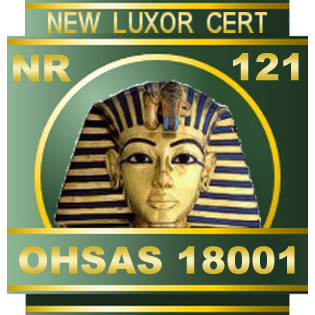 NEW LUXOR CERT
NR 121
OHSAS 18001